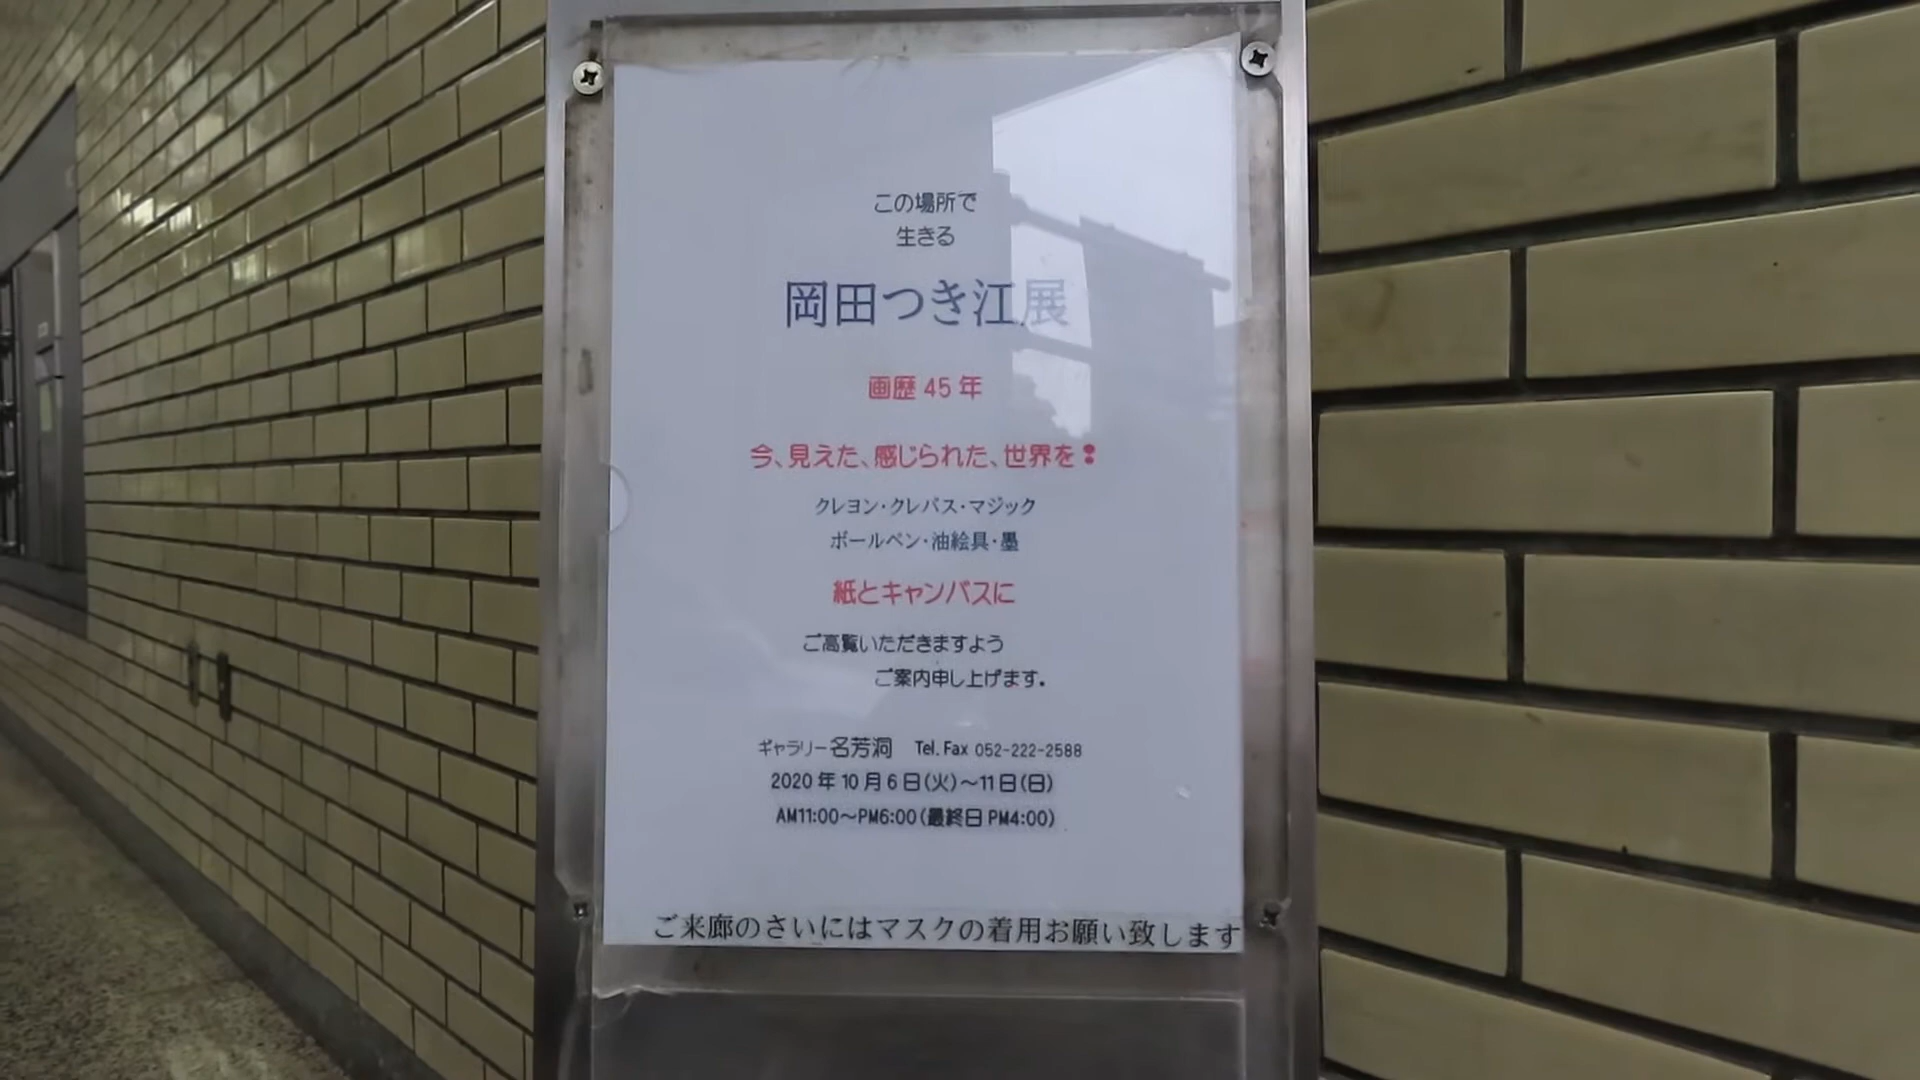 この場所で
生きる
岡田つき江展
画歴45年
今、見えた、感じられた、世界を❢
クレヨン・クレパス・マジック
ボールペン・油絵具・墨
紙とキャンバスに
ご高覧いただきますよう
ご案内申し上げます。
ギャラリー名芳洞 Tel. Fax 052-222-2588
2020年10月6日(火)～11日(日)
AM11:00～PM6:00(最終日PM4:00)
ご来廊のさいにはマスクの着用お願い致します